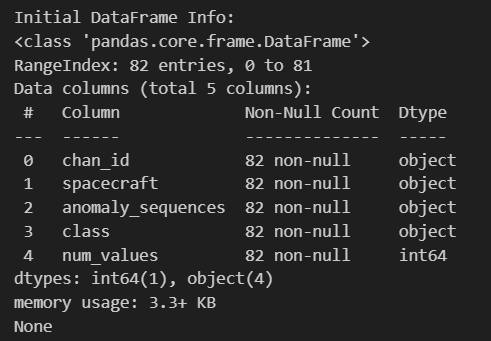 Initial DataFrame Info:
<class 'pandas.core.frame.DataFrame'>
RangeIndex: 82 entries, 0 to 81
Data columns (total 5 columns):
 #   Column             Non-Null Count  Dtype
---  ------             --------------  -----
 0   chan_id            82 non-null     object
 1   spacecraft         82 non-null     object
 2   anomaly_sequences  82 non-null     object
 3   class              82 non-null     object
 4   num_values         82 non-null     int64
dtypes: int64(1), object(4)
memory usage: 3.3+ KB
None